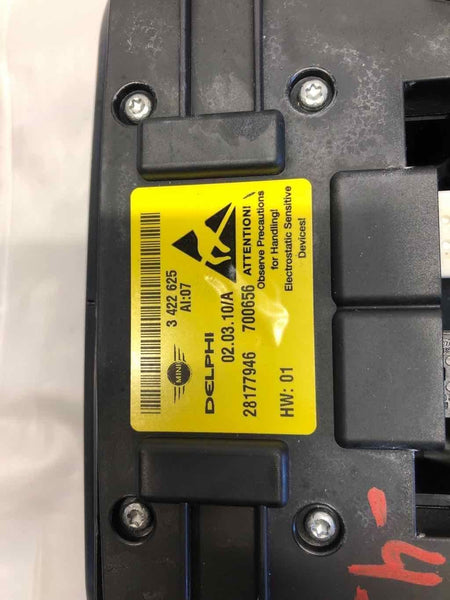 ATTENTION!
Observe Precautions
for Handling!
Electrostatic Sensitive
Devices!
3 422 625
AI:07
MINI
DELPHI
02.03.10/A
28177946 700656
HW: 01
-h-